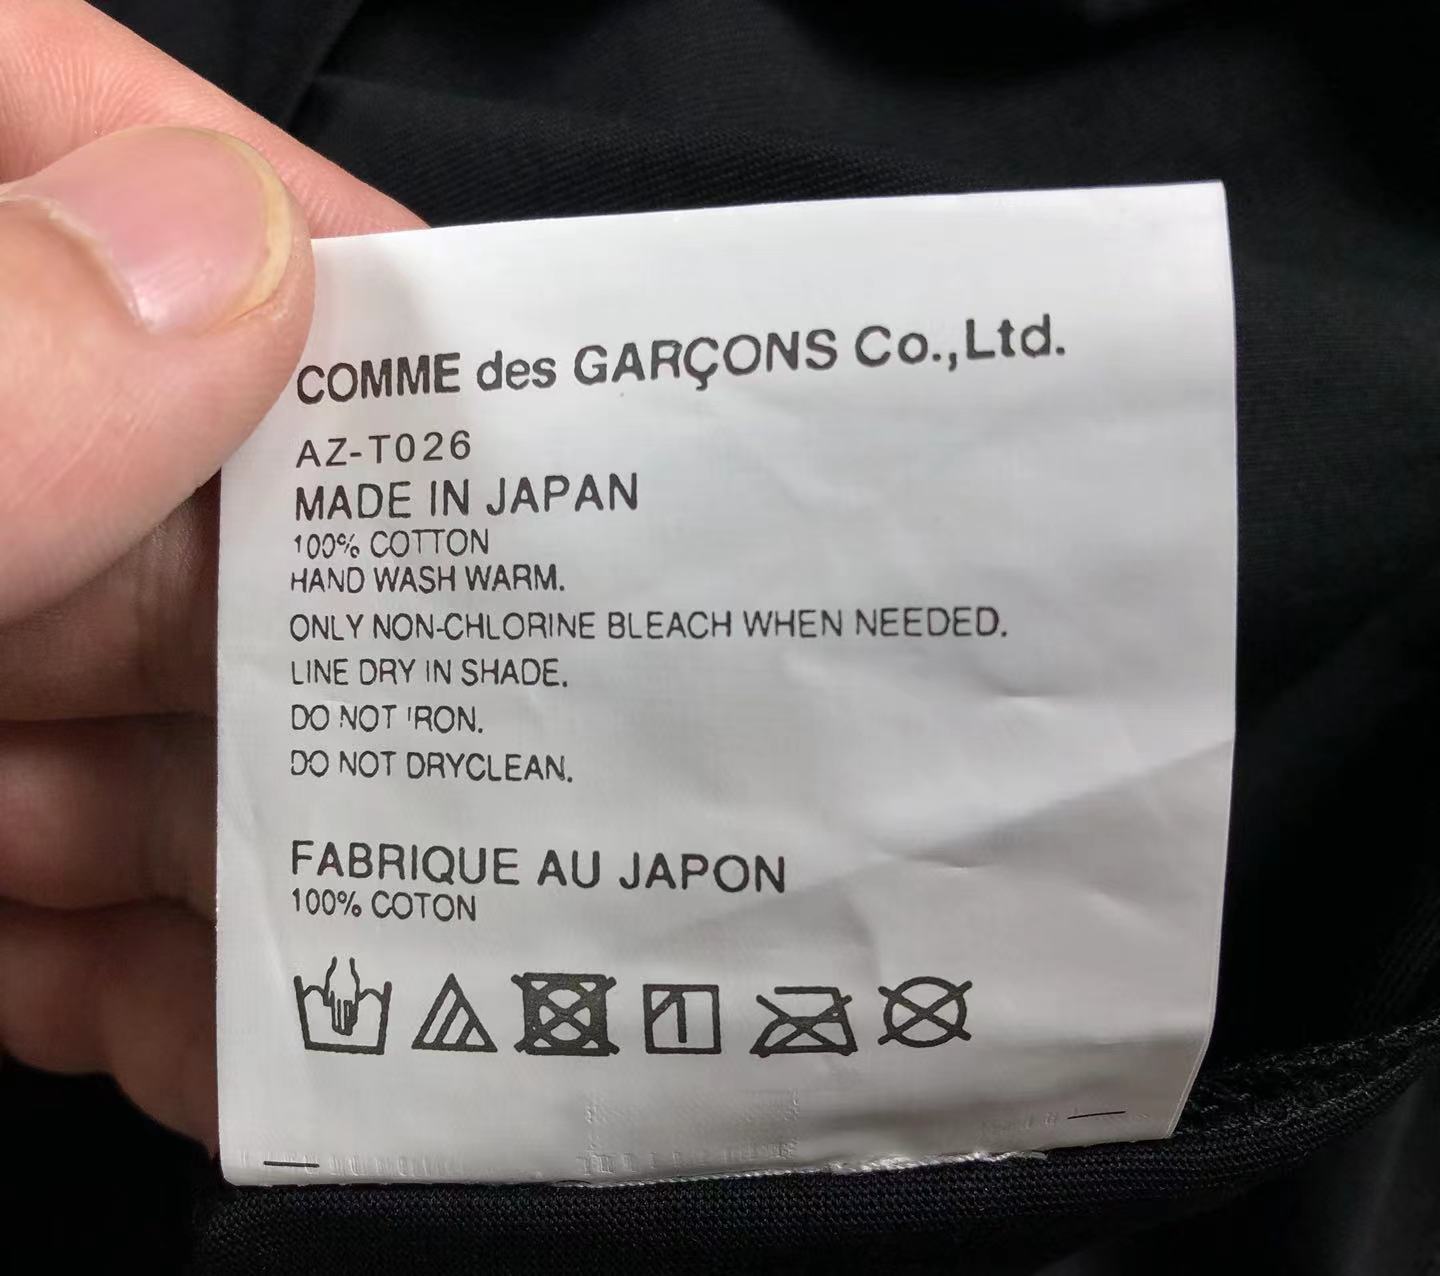 COMME des GARÇONS Co.,Ltd.
AZ-T026
MADE IN JAPAN
100% COTTON
HAND WASH WARM.
ONLY NON-CHLORINE BLEACH WHEN NEEDED.
LINE DRY IN SHADE.
DO NOT IRON.
DO NOT DRYCLEAN.
FABRIQUE AU JAPON
100% COTON